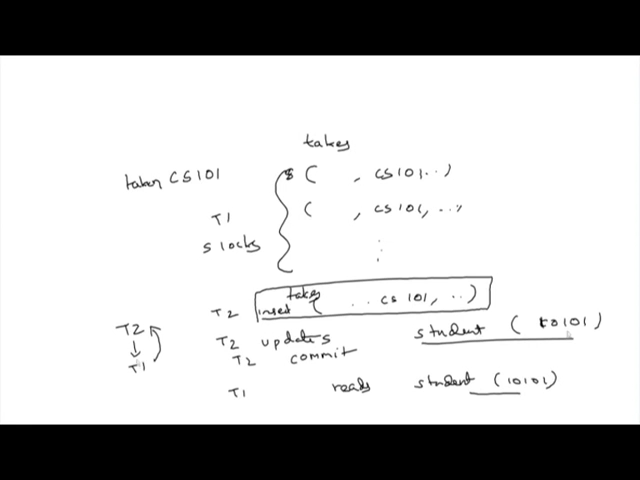 takes
taken CS101
S ( , CS101..)
( , CS101, ...,
T1
S locks
T2 insert takes ( .. CS 101, ..)
T2
T1
T2 updates student ( 10101)
T2 commit
T1 reads student (10101)